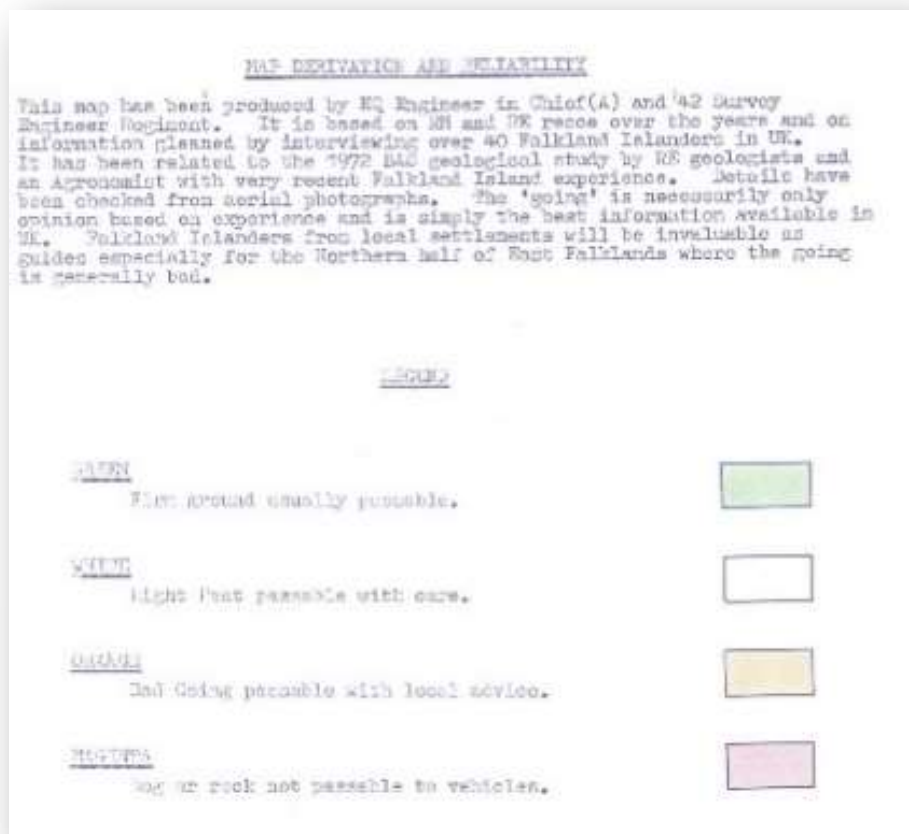 MAP DERIVATION AND RELIABILITY
This map has been produced by HQ Engineer in Chief(A) and 42 Survey
Engineer Regiment. It is based on RM and RE recce over the years and on
information gleaned by interviewing over 40 Falkland Islanders in UK.
It has been related to the 1972 BAS geological study by RE geologists and
an Agronomist with very recent Falkland Island experience. Details have
been checked from aerial photographs. The 'going' is necessarily only
opinion based on experience and is simply the best information available in
UK. Falkland Islanders from local settlements will be invaluable as
guides especially for the Northern half of East Falklands where the going
is generally bad.
LEGEND
GREEN
Firm ground usually passable.
WHITE
Light Peat passable with care.
ORANGE
Bad Going passable with local advice.
MAGENTA
Bog or rock not passable to vehicles.